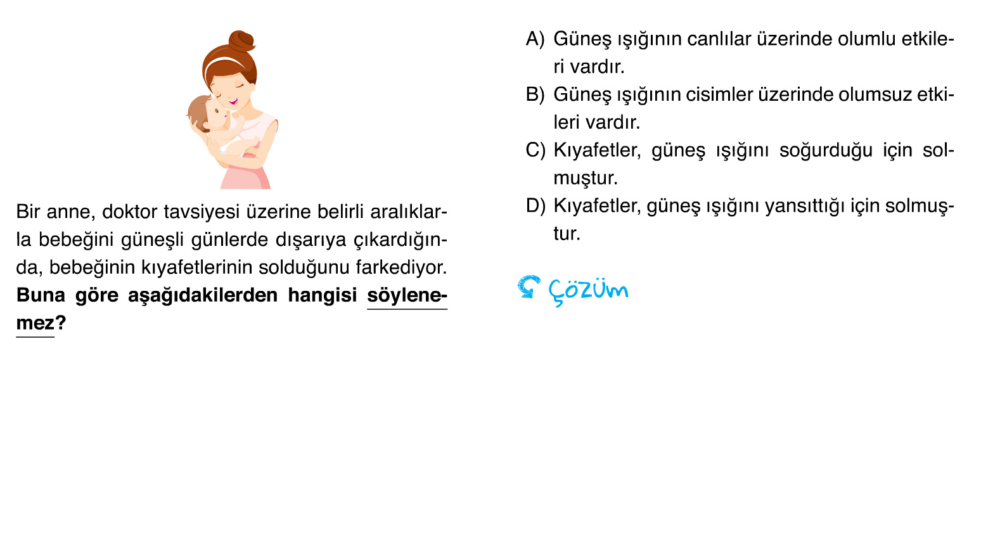 Bir anne, doktor tavsiyesi üzerine belirli aralıklar-
la bebeğini güneşli günlerde dışarıya çıkardığın-
da, bebeğinin kıyafetlerinin solduğunu farkediyor.
Buna göre aşağıdakilerden hangisi söylene-
mez?
A) Güneş ışığının canlılar üzerinde olumlu etkile-
ri vardır.
B) Güneş ışığının cisimler üzerinde olumsuz etki-
leri vardır.
C) Kıyafetler, güneş ışığını soğurduğu için sol-
muştur.
D) Kıyafetler, güneş ışığını yansıttığı için solmuş-
tur.
Çözüm